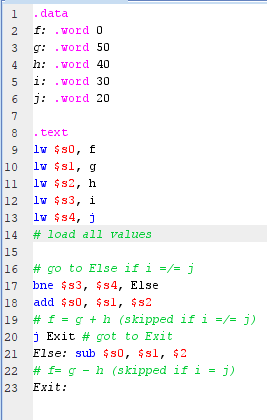 1 .data
2 f: .word 0
3 g: .word 50
4 h: .word 40
5 i: .word 30
6 j: .word 20
7
8 .text
9 lw $s0, f
10 lw $s1, g
11 lw $s2, h
12 lw $s3, i
13 lw $s4, j
14 # load all values
15
16 # go to Else if i =/= j
17 bne $s3, $s4, Else
18 add $s0, $s1, $s2
19 # f = g + h (skipped if i =/= j)
20 j Exit # got to Exit
21 Else: sub $s0, $s1, $2
22 # f= g - h (skipped if i = j)
23 Exit: